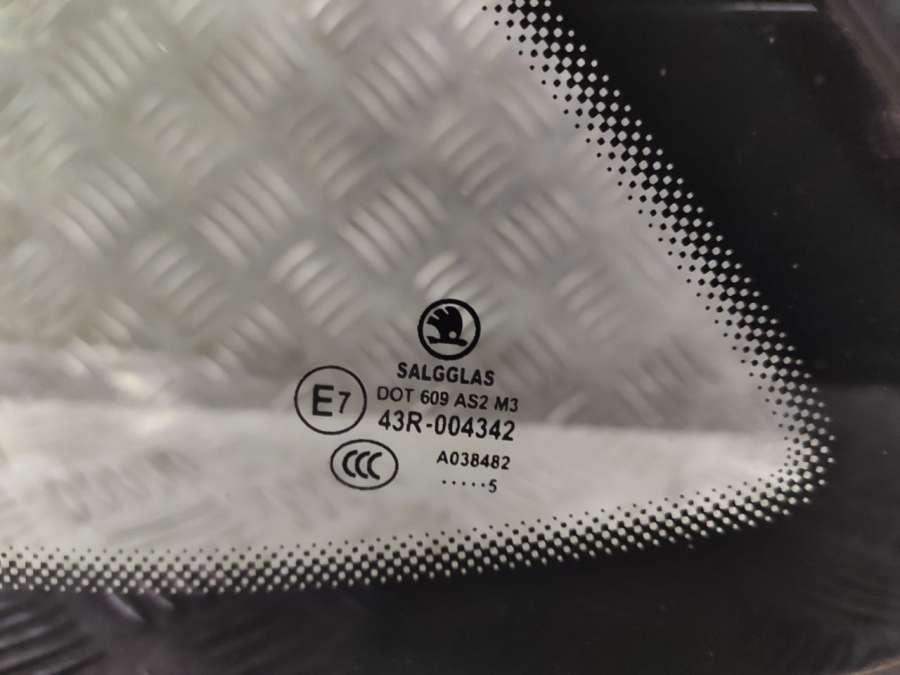 SALGGLAS
E7 DOT 609 AS2 M3
43R-004342
CCC A038482
.....5